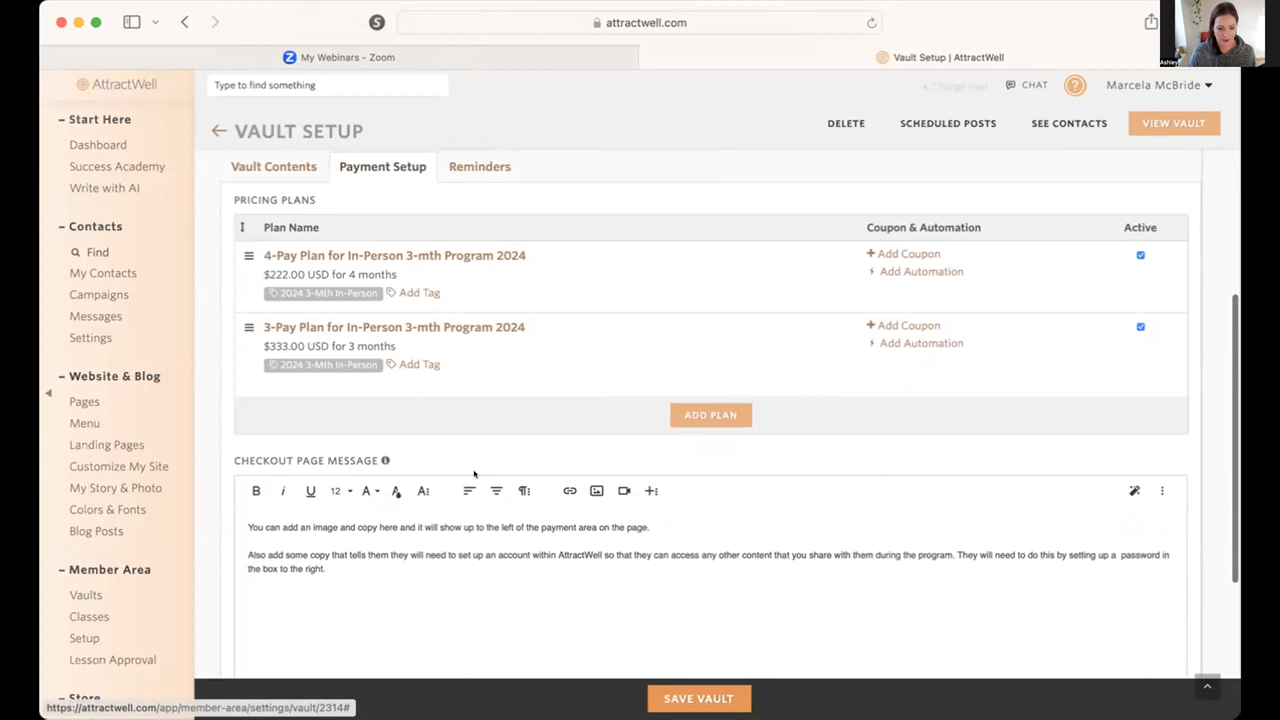 attractwell.com
My Webinars - Zoom
Vault Setup | AttractWell
Ashley
AttractWell
Type to find something
Change User
CHAT
?
Marcela McBride
Start Here
Dashboard
Success Academy
Write with AI
Contacts
Find
My Contacts
Campaigns
Messages
Settings
Website & Blog
Pages
Menu
Landing Pages
Customize My Site
My Story & Photo
Colors & Fonts
Blog Posts
Member Area
Vaults
Classes
Setup
Lesson Approval
Store
VAULT SETUP
DELETE
SCHEDULED POSTS
SEE CONTACTS
VIEW VAULT
Vault Contents
Payment Setup
Reminders
PRICING PLANS
Plan Name
Coupon & Automation
Active
4-Pay Plan for In-Person 3-mth Program 2024
Add Coupon
$222.00 USD for 4 months
Add Automation
2024 3-Mth In-Person
Add Tag
3-Pay Plan for In-Person 3-mth Program 2024
Add Coupon
$333.00 USD for 3 months
Add Automation
2024 3-Mth In-Person
Add Tag
ADD PLAN
CHECKOUT PAGE MESSAGE
B i U 12 A A A
You can add an image and copy here and it will show up to the left of the payment area on the page.
Also add some copy that tells them they will need to set up an account within AttractWell so that they can access any other content that you share with them during the program. They will need to do this by setting up a password in
the box to the right.
SAVE VAULT
https://attractwell.com/app/member-area/settings/vault/2314#